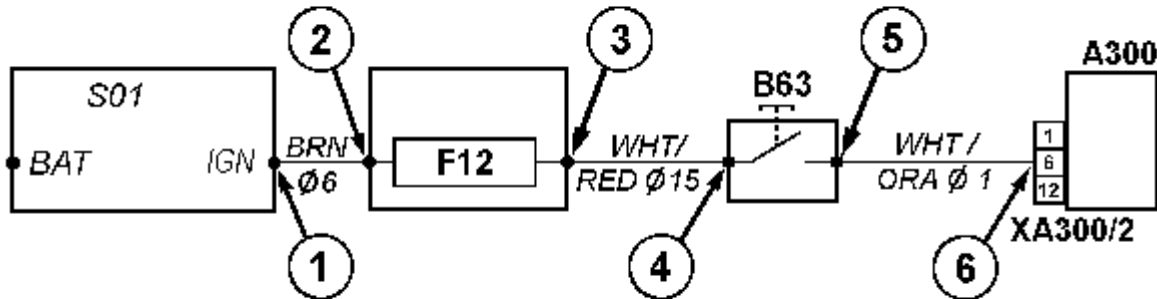 2
3
5
A300
B63
S01
BAT
IGN
BRN
Ø6
F12
WHT/
RED Ø15
WHT /
ORA Ø 1
1
6
12
XA300/2
1
4
6